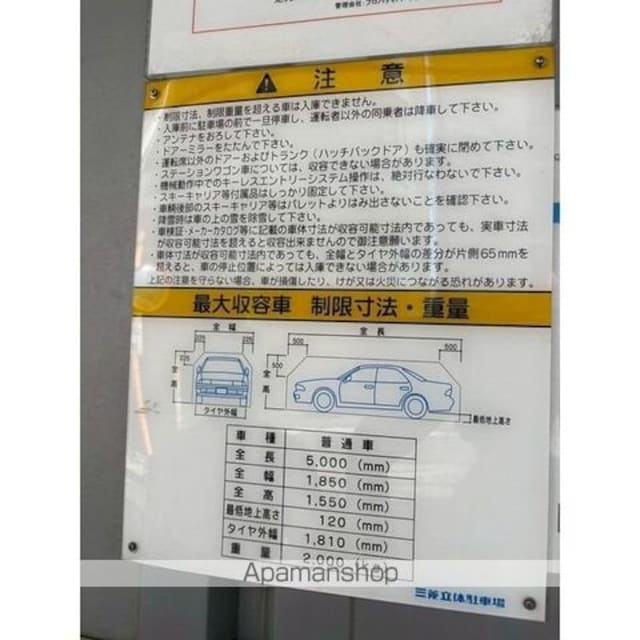 管理会社:プロパティ
注意
・制限寸法、制限重量を超える車は入庫できません。
・入庫前に駐車場の前で一旦停車し、運転者以外の同乗者は降車して下さい。
・アンテナをおろして下さい。
・ドアーミラーをたたんで下さい。
・運転席以外のドアーおよびトランク(ハッチバックドア)も確実に閉めて下さい。
・ステーションワゴン車については、収容できない場合があります。
・機械動作中でのキーレスエントリーシステム操作は、絶対行なわないで下さい。
・スキーキャリア等付属品はしっかり固定して下さい。
・車輌後部のスキーキャリア等はパレットよりはみ出さないことを確認下さい。
・降雪時は車の上の雪を除雪して下さい。
・車検証・メーカーカタログ等に記載の車体寸法が収容可能寸法内であっても、実車寸法
が収容可能寸法を超えると収容出来ませんので御注意願います。
・車体寸法が収容可能寸法内であっても、全幅とタイヤ外幅の差分が片側65mmを
超えると、車の停止位置によっては入庫できない場合があります。
上記の注意を守らない場合、車が損傷したり、けが又は火災につながる恐れがあります。
最大収容車 制限寸法・重量
全幅
全長
225 225
500 500
225
500
全高
全高
タイヤ外幅
最低地上高さ
車種 普通車
全長 5,000 (mm)
全幅 1,850 (mm)
全高 1,550 (mm)
最低地上高さ 120 (mm)
タイヤ外幅 1,810 (mm)
重量 2,000 (kg)
Apamanshop
三菱立体駐車場